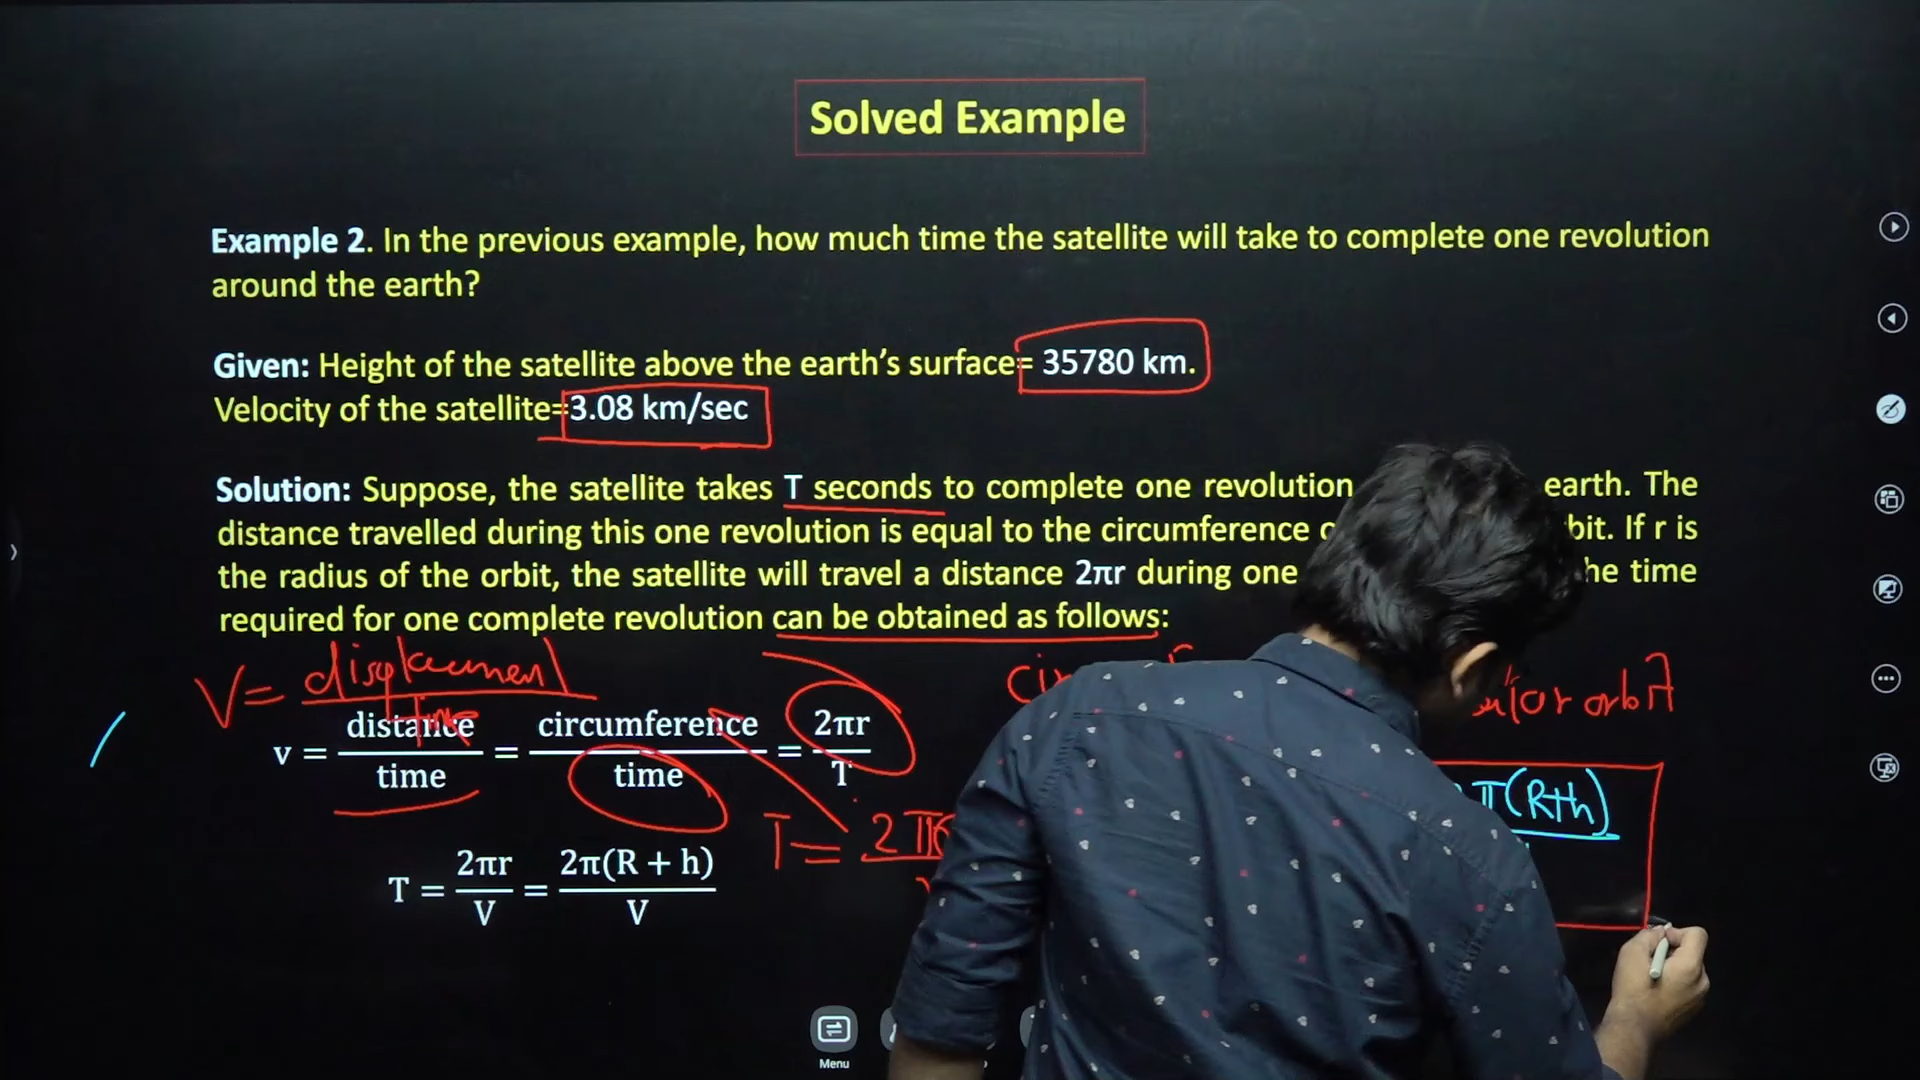 Solved Example
Example 2. In the previous example, how much time the satellite will take to complete one revolution
around the earth?
Given: Height of the satellite above the earth's surface= 35780 km.
Velocity of the satellite=3.08 km/sec
Solution: Suppose, the satellite takes T seconds to complete one revolution earth. The
distance travelled during this one revolution is equal to the circumference If r is
the radius of the orbit, the satellite will travel a distance 2πr during one time
required for one complete revolution can be obtained as follows:
V = displacement
or orbit
v = distance/time = circumference/time = 2πr/T
π(R+h)
T = 2π
T = 2πr/V = 2π(R + h)/V
Menu